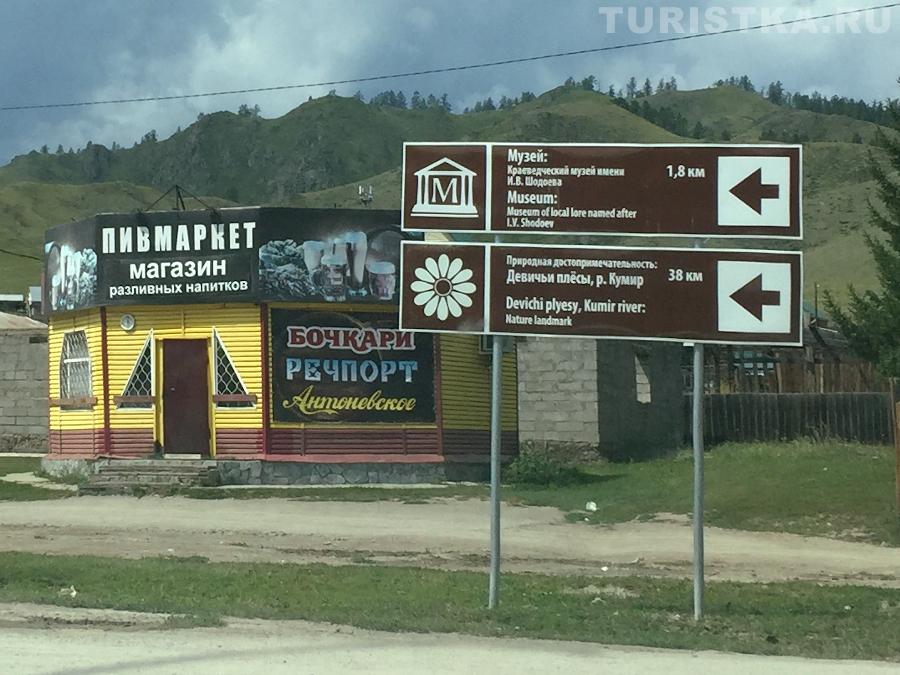 TURISTKA.RU
Музей:
Краеведческий музей имени
И.В. Шодоева
1,8 км
Museum:
Museum of local lore named after
I.V. Shodoev
М
Природная достопримечательность:
Девичьи плёсы, р. Кумир
38 км
Devichi plyesy, Kumir river:
Nature landmark
ПИВМАРКЕТ
магазин
разливных напитков
БОЧКАРИ
РЕЧПОРТ
Антоневское